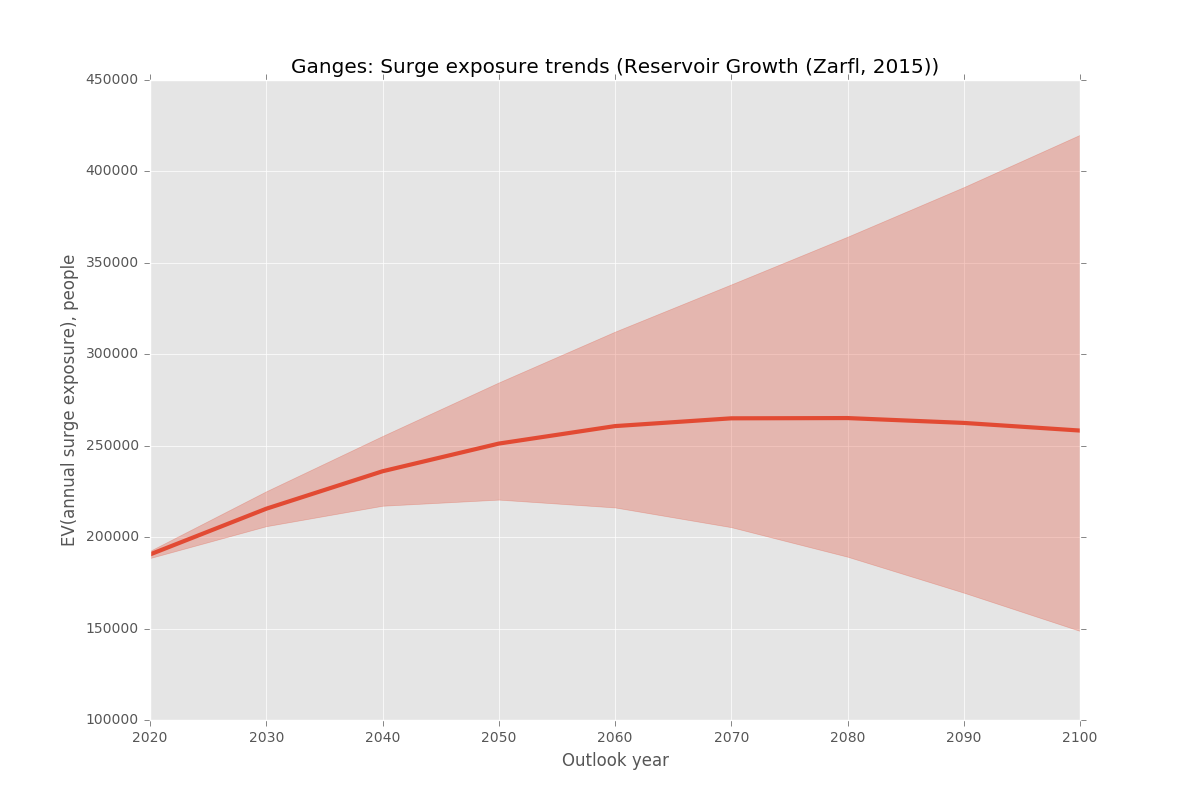 Ganges: Surge exposure trends (Reservoir Growth (Zarfl, 2015))
EV(annual surge exposure), people
450000
400000
350000
300000
250000
200000
150000
100000
2020 2030 2040 2050 2060 2070 2080 2090 2100
Outlook year